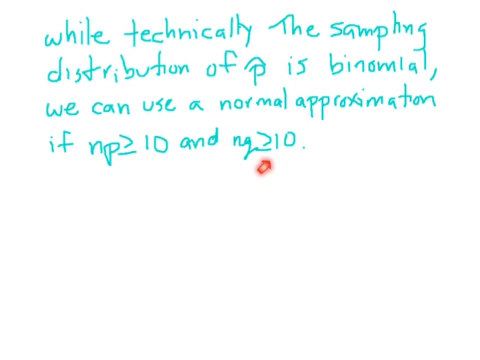 while technically the sampling
distribution of p̂ is binomial,
we can use a normal approximation
if np≥10 and nq≥10.